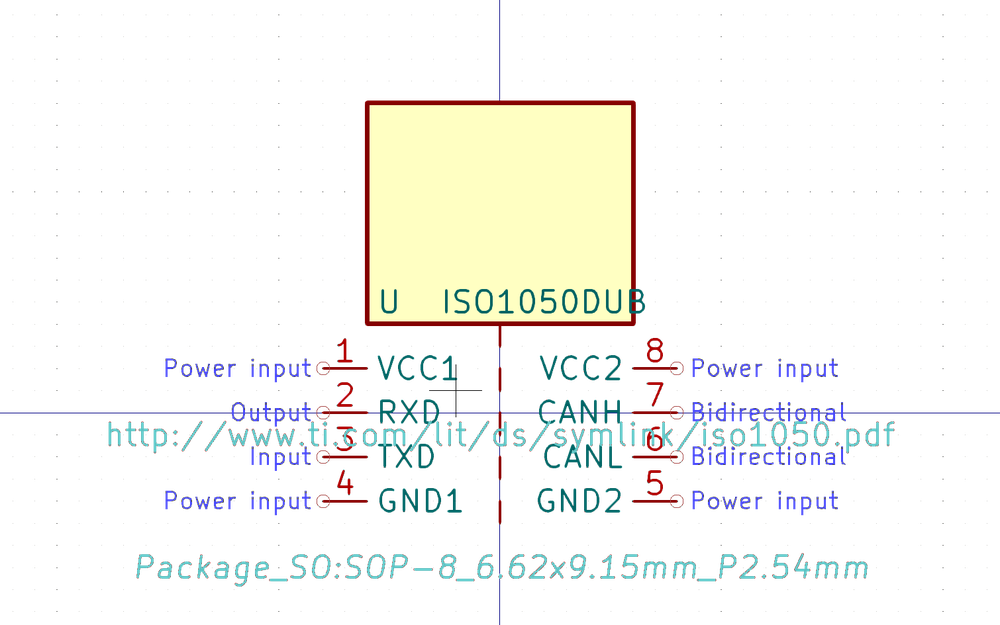 U ISO1050DUB
Power input 1 VCC1 VCC2 8 Power input
Output 2 RXD CANH 7 Bidirectional
http://www.ti.com/lit/ds/symlink/iso1050.pdf
Input 3 TXD CANL 6 Bidirectional
Power input 4 GND1 GND2 5 Power input
Package_SO:SOP-8_6.62x9.15mm_P2.54mm